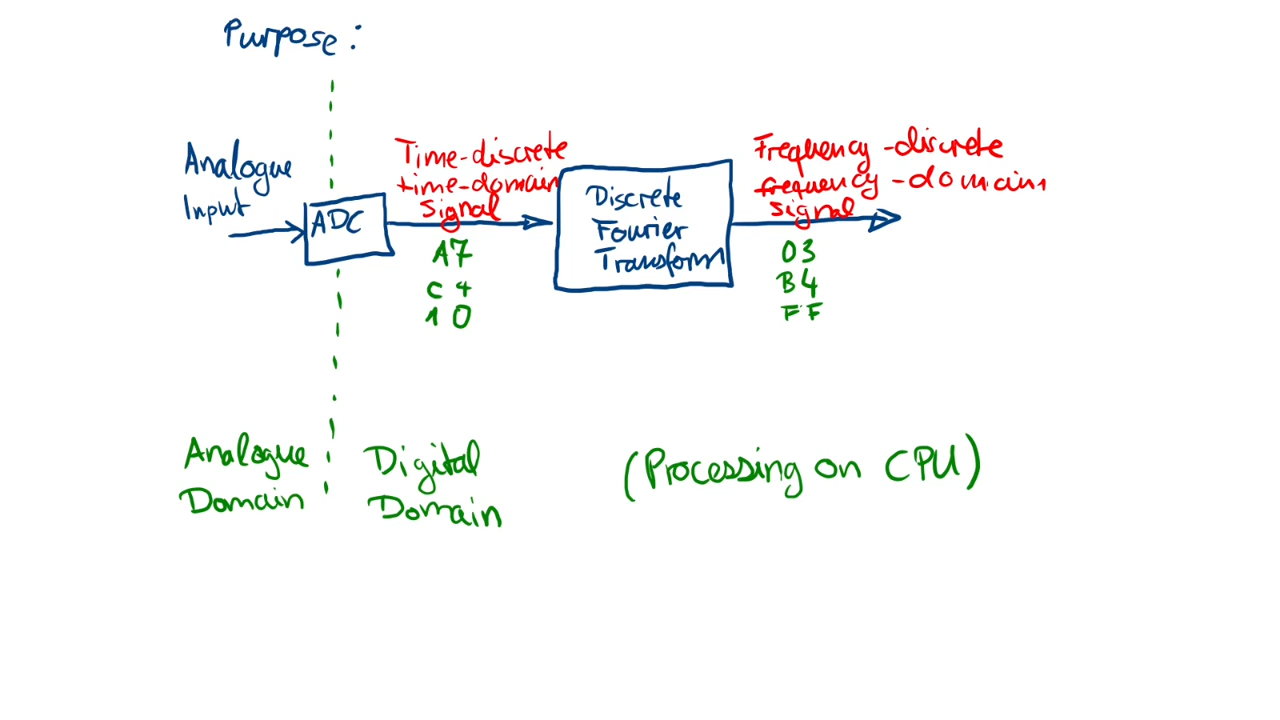 Purpose:
Analogue
Input
ADC
Time-discrete
time-domain
signal
A7
C4
10
Discrete
Fourier
Transform
Frequency-discrete
frequency-domain
signal
03
B4
FF
Analogue
Domain
Digital
Domain
(Processing on CPU)